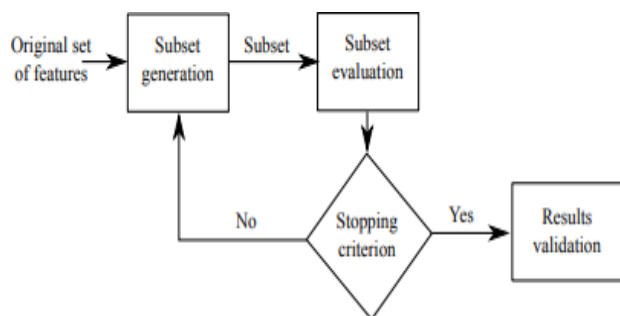 Original set
of features
Subset
generation
Subset
Subset
evaluation
Stopping
criterion
No
Yes
Results
validation